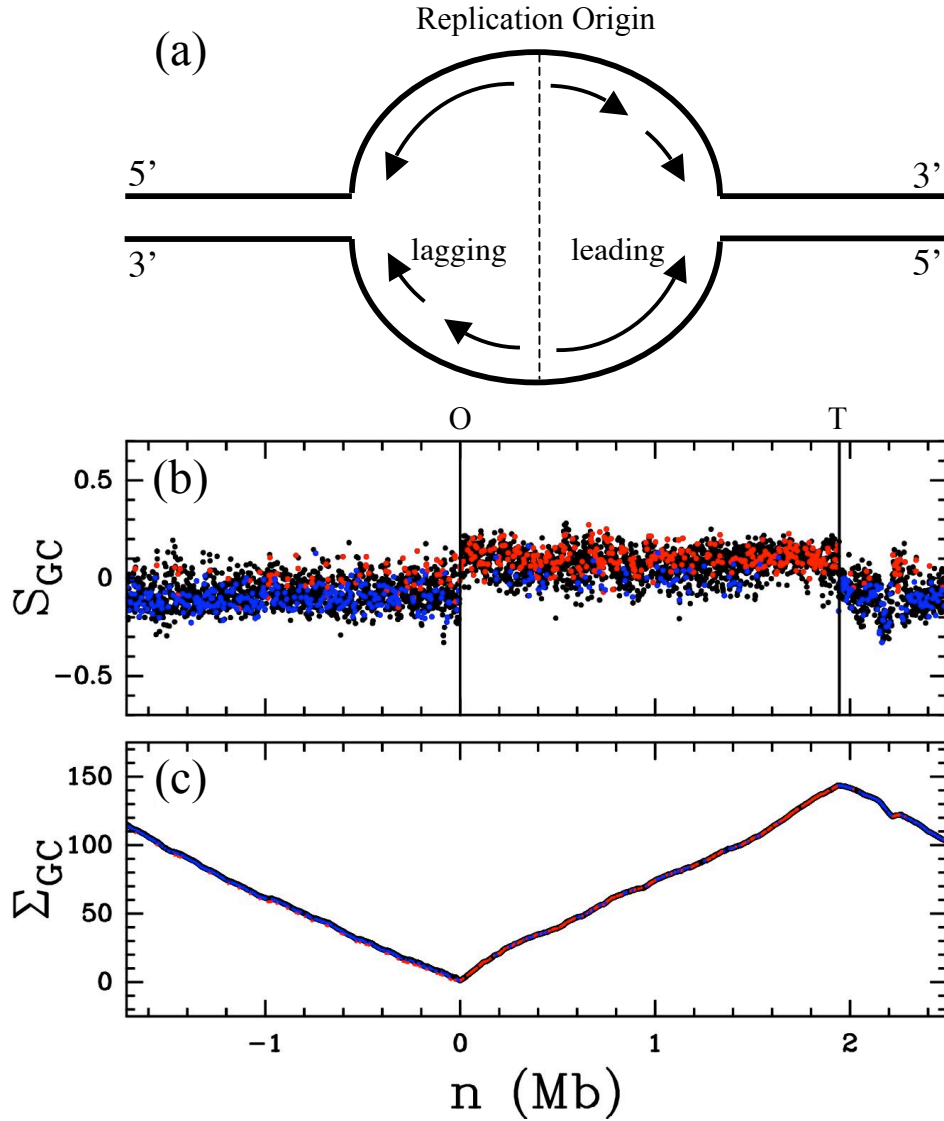 Replication Origin
(a)
5’
3’
lagging
leading
3’
5’
O
T
(b)
0.5
0
−0.5
S_GC
(c)
150
100
50
0
Σ_GC
−1
0
1
2
n (Mb)